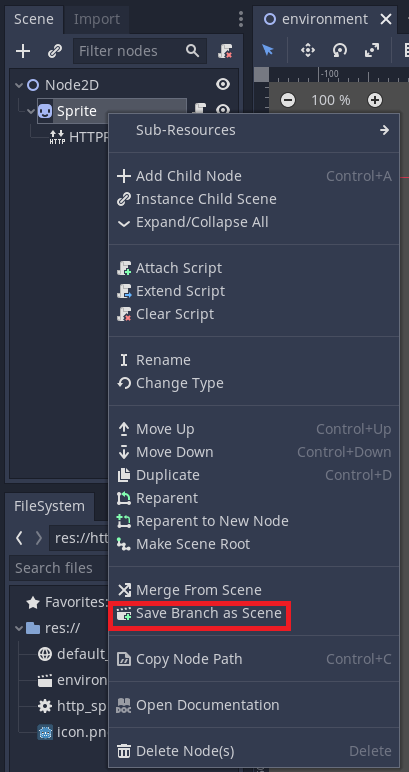 Scene Import
environment
Filter nodes
Node2D
-100
Sprite
100 %
HTTPR
Sub-Resources
Add Child Node Control+A
Instance Child Scene
Expand/Collapse All
Attach Script
Extend Script
Clear Script
Rename
Change Type
Move Up Control+Up
Move Down Control+Down
Duplicate Control+D
Reparent
Reparent to New Node
Make Scene Root
Merge From Scene
Save Branch as Scene
Copy Node Path Control+C
Open Documentation
Delete Node(s) Delete
FileSystem
res://htt
Search files
Favorites:
res://
default_
environ
http_sp
icon.pn